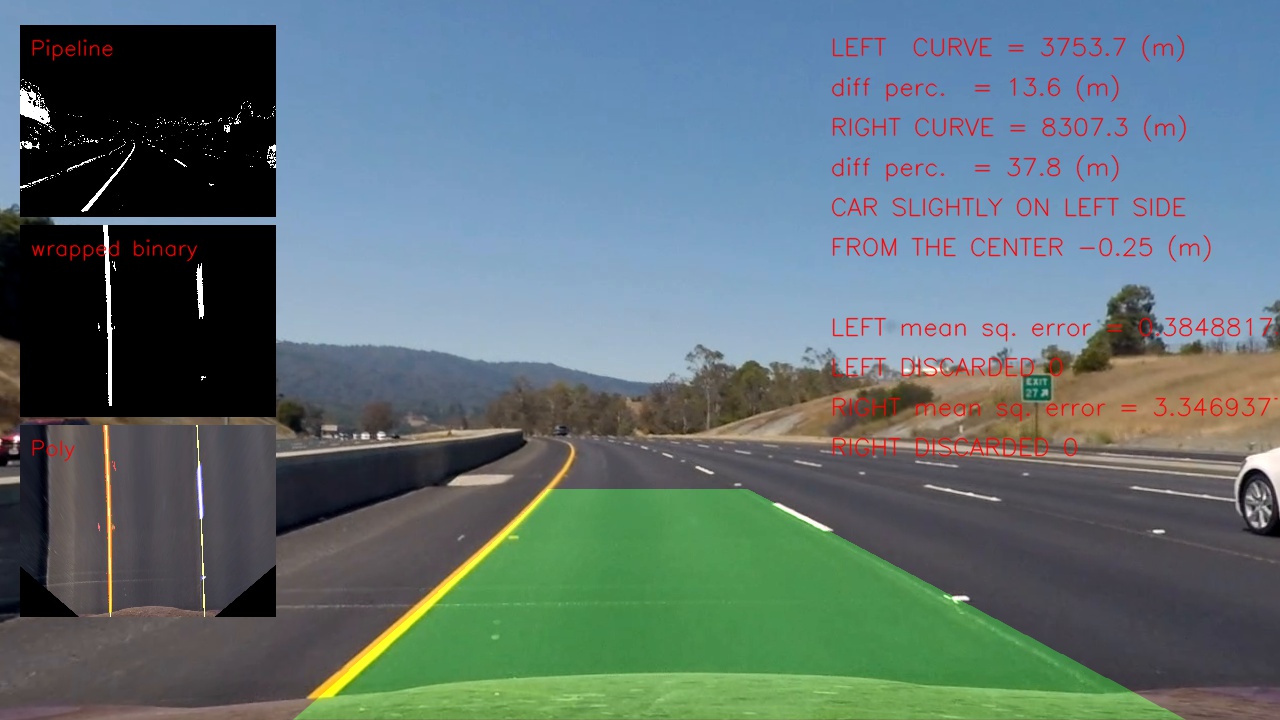 Pipeline
wrapped binary
Poly
LEFT CURVE = 3753.7 (m)
diff perc. = 13.6 (m)
RIGHT CURVE = 8307.3 (m)
diff perc. = 37.8 (m)
CAR SLIGHTLY ON LEFT SIDE
FROM THE CENTER -0.25 (m)
LEFT mean sq. error = 0.3848817
LEFT DISCARDED 0
EXIT
27
RIGHT mean sq. error = 3.346937
RIGHT DISCARDED 0